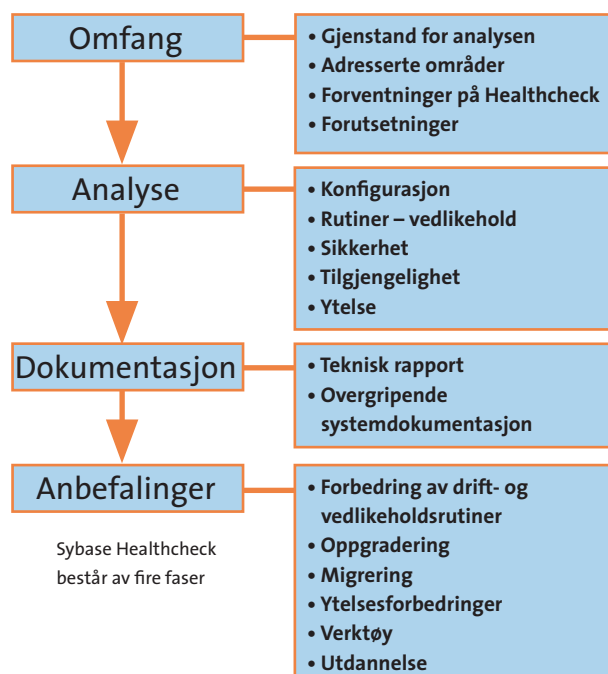 Omfang
• Gjenstand for analysen
• Adresserte områder
• Forventninger på Healthcheck
• Forutsetninger
Analyse
• Konfigurasjon
• Rutiner – vedlikehold
• Sikkerhet
• Tilgjengelighet
• Ytelse
Dokumentasjon
• Teknisk rapport
• Overgripende
systemdokumentasjon
Anbefalinger
• Forbedring av drift- og
vedlikeholdsrutiner
• Oppgradering
• Migrering
• Ytelsesforbedringer
• Verktøy
• Utdannelse
Sybase Healthcheck
består av fire faser